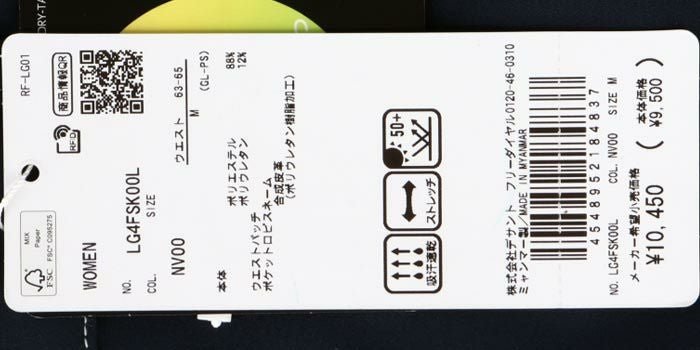 DRY-TA
RF-LG01
商品情報QR
RFID
MIX
Paper
FSC
FSC® C095275
WOMEN
NO. LG4FSK00L
COL. SIZE
NV00
ウエスト 63-65
M
(GL-PS)
本体 ポリエステル 88%
ポリウレタン 12%
ウエストパッチ
ポケット口ピスネーム
合成皮革
(ポリウレタン樹脂加工)
50+
ストレッチ
吸汗速乾
株式会社デサント フリーダイヤル0120-46-0310
ミャンマー製/MADE IN MYANMAR
4548952184837
NO. LG4FSK00L COL. NV00 SIZE M
メーカー希望小売価格 本体価格
¥10,450 ( ¥9,500 )